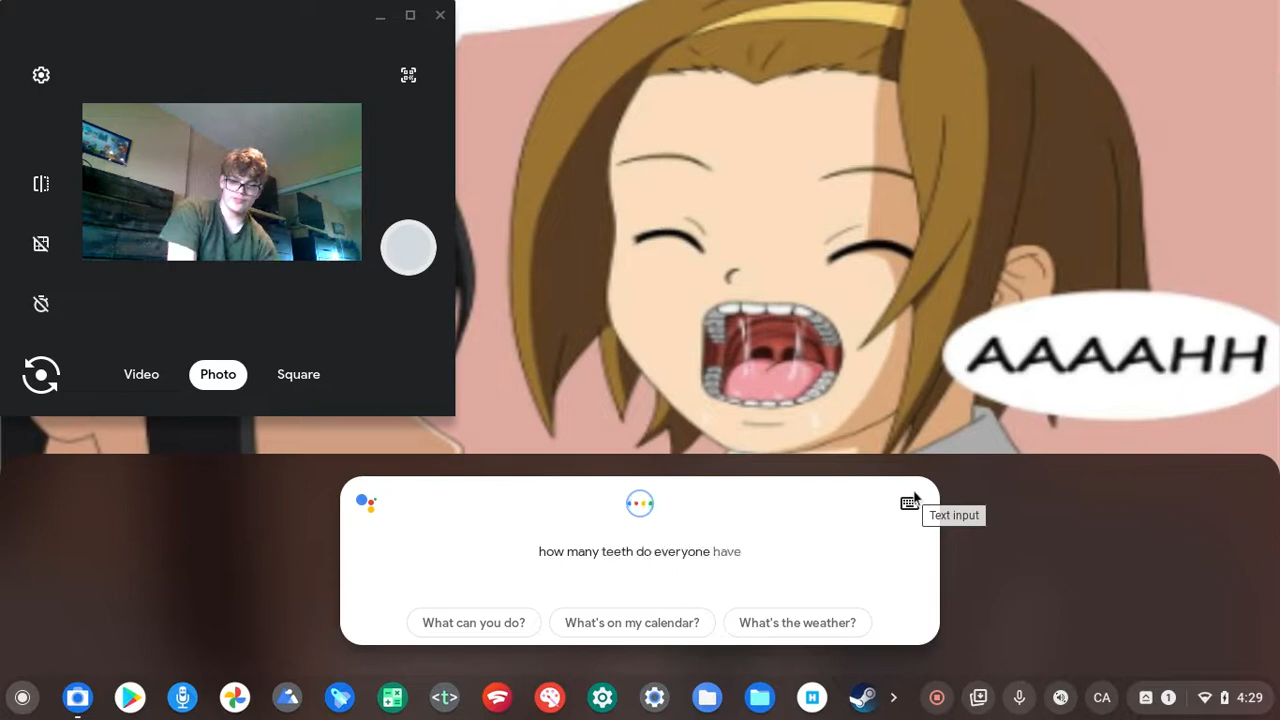 AAAAHH
Video
Photo
Square
Text input
how many teeth do everyone have
What can you do?
What's on my calendar?
What's the weather?
<t>
H
CA
1
4:29